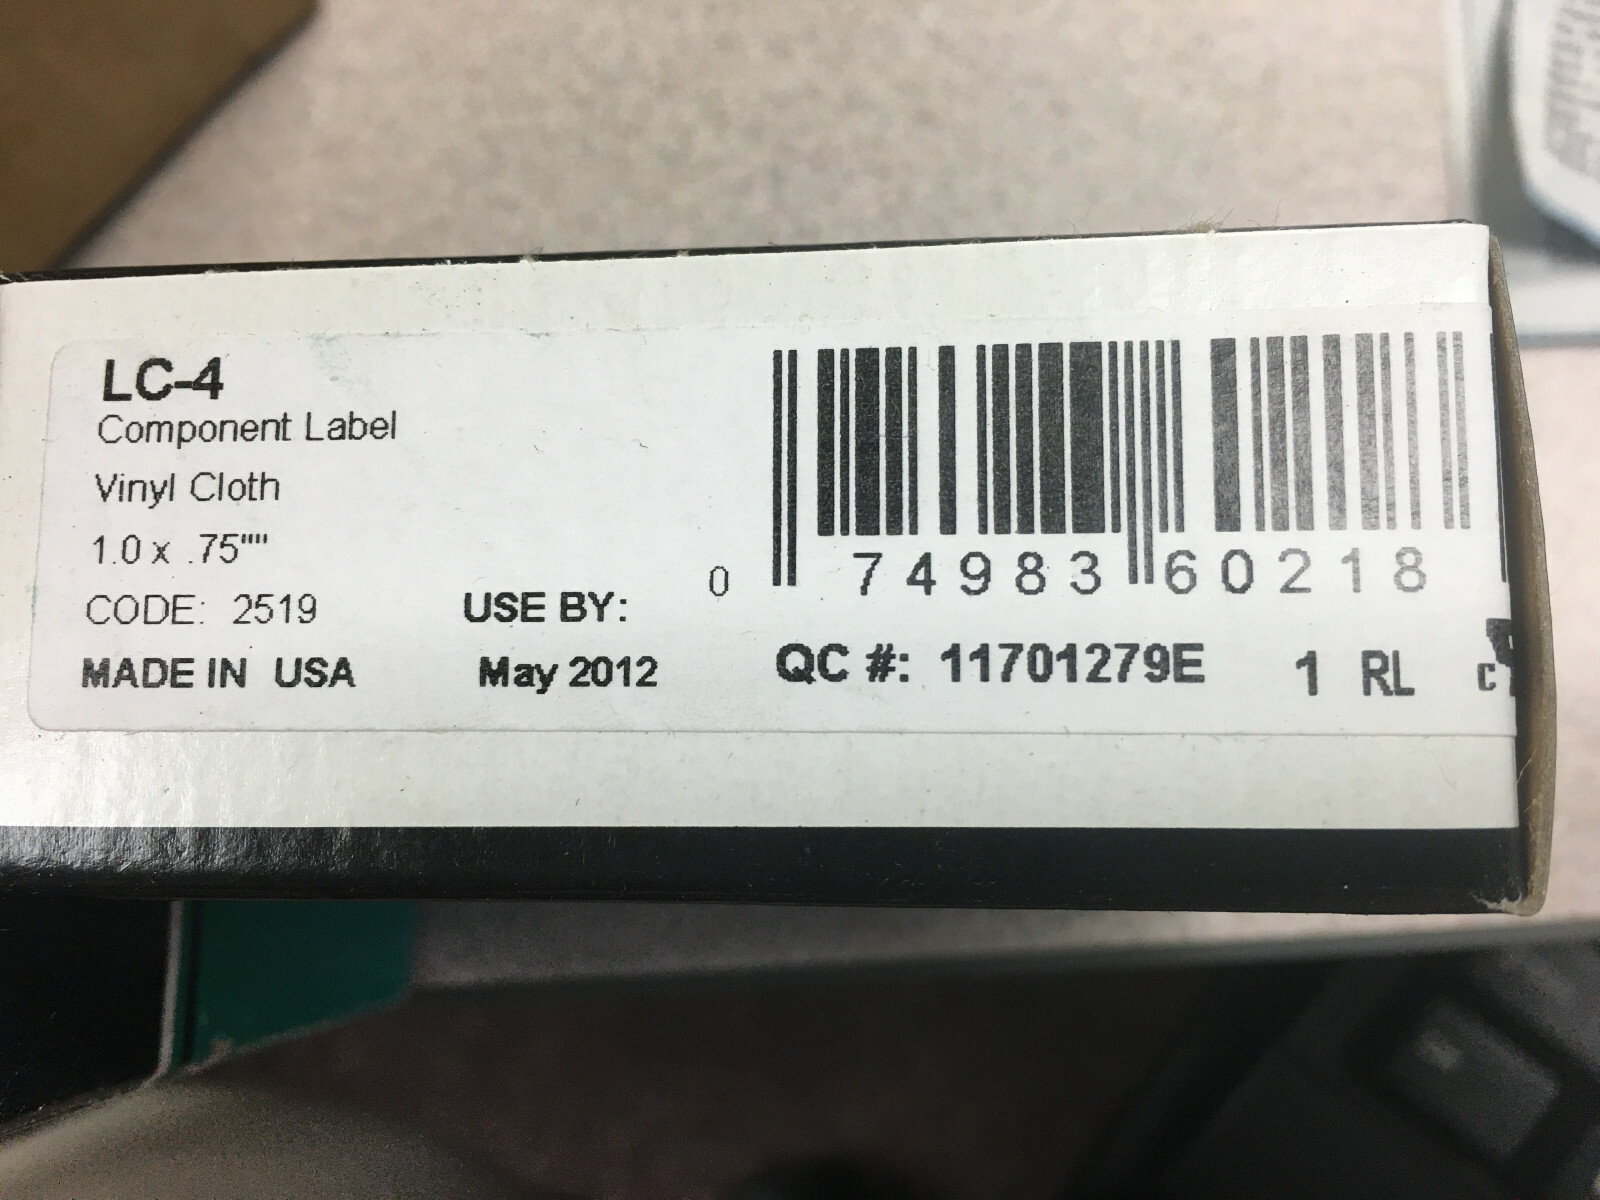 LC-4
Component Label
Vinyl Cloth
1.0 x .75""
CODE: 2519
MADE IN USA
USE BY:
May 2012
0 74983 60218
QC #: 11701279E
1 RL